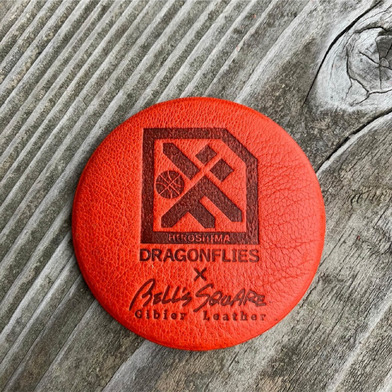 HIROSHIMA
DRAGONFLIES
×
Bell's Square
Gibier Leather